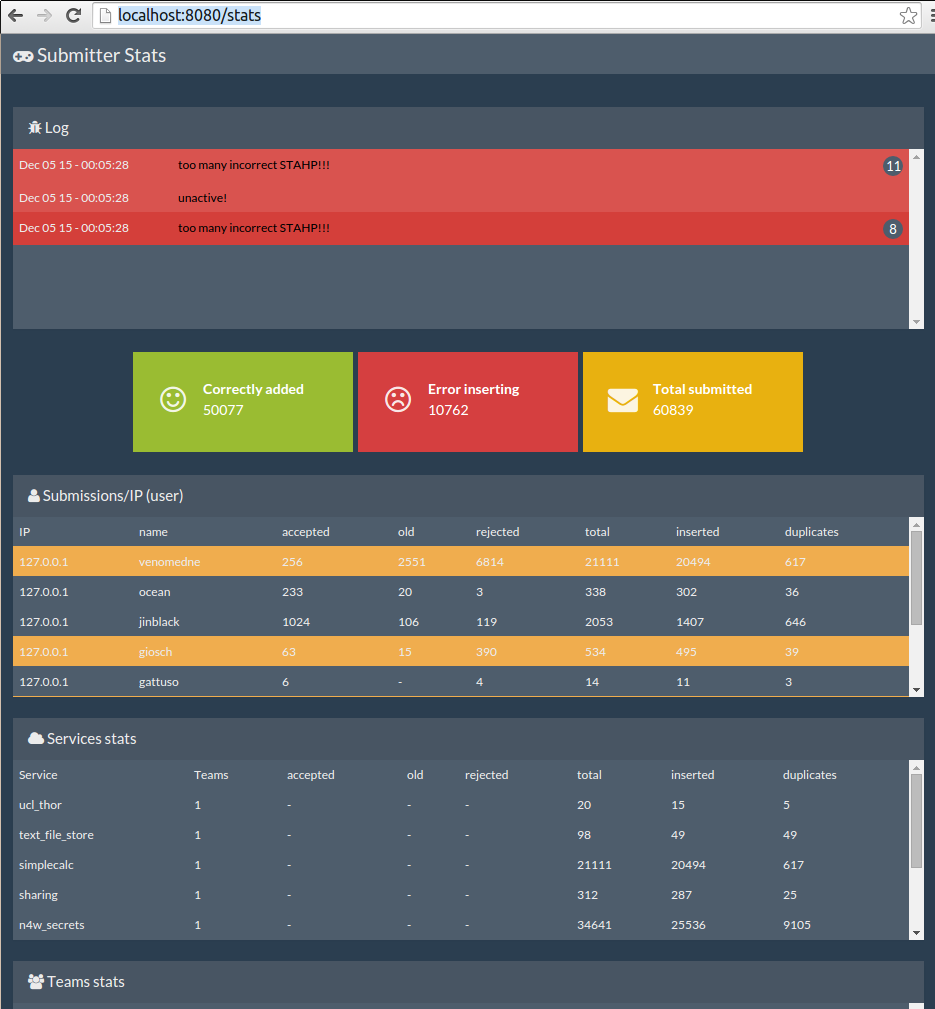 localhost:8080/stats
Submitter Stats
Log
Dec 05 15 - 00:05:28 too many incorrect STAHP!!! 11
Dec 05 15 - 00:05:28 unactive!
Dec 05 15 - 00:05:28 too many incorrect STAHP!!! 8
Correctly added Error inserting Total submitted
50077 10762 60839
Submissions/IP (user)
IP name accepted old rejected total inserted duplicates
127.0.0.1 venomedne 256 2551 6814 21111 20494 617
127.0.0.1 ocean 233 20 3 338 302 36
127.0.0.1 jinblack 1024 106 119 2053 1407 646
127.0.0.1 giosch 63 15 390 534 495 39
127.0.0.1 gattuso 6 - 4 14 11 3
Services stats
Service Teams accepted old rejected total inserted duplicates
ucl_thor 1 - - - 20 15 5
text_file_store 1 - - - 98 49 49
simplecalc 1 - - - 21111 20494 617
sharing 1 - - - 312 287 25
n4w_secrets 1 - - - 34641 25536 9105
Teams stats